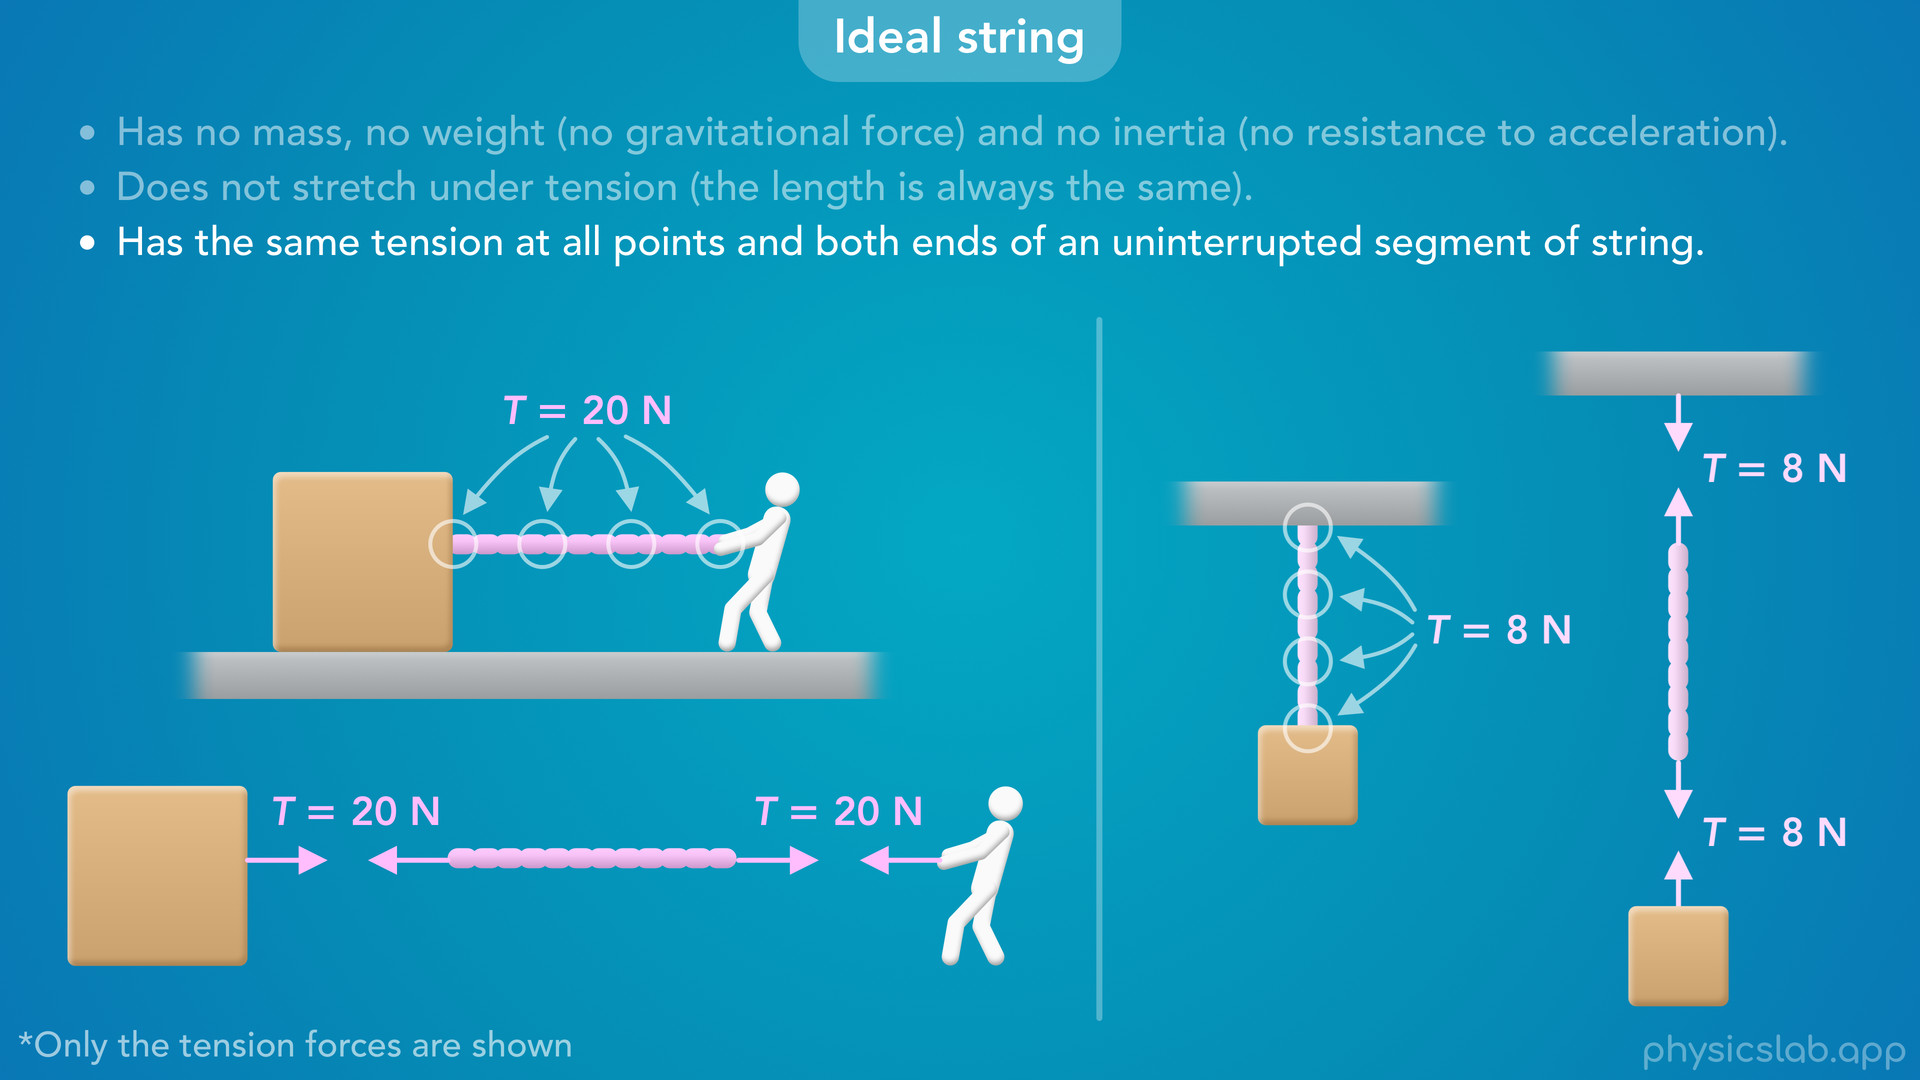 Ideal string
• Has no mass, no weight (no gravitational force) and no inertia (no resistance to acceleration).
• Does not stretch under tension (the length is always the same).
• Has the same tension at all points and both ends of an uninterrupted segment of string.
T = 20 N
T = 20 N
T = 20 N
T = 8 N
T = 8 N
T = 8 N
*Only the tension forces are shown
physicslab.app